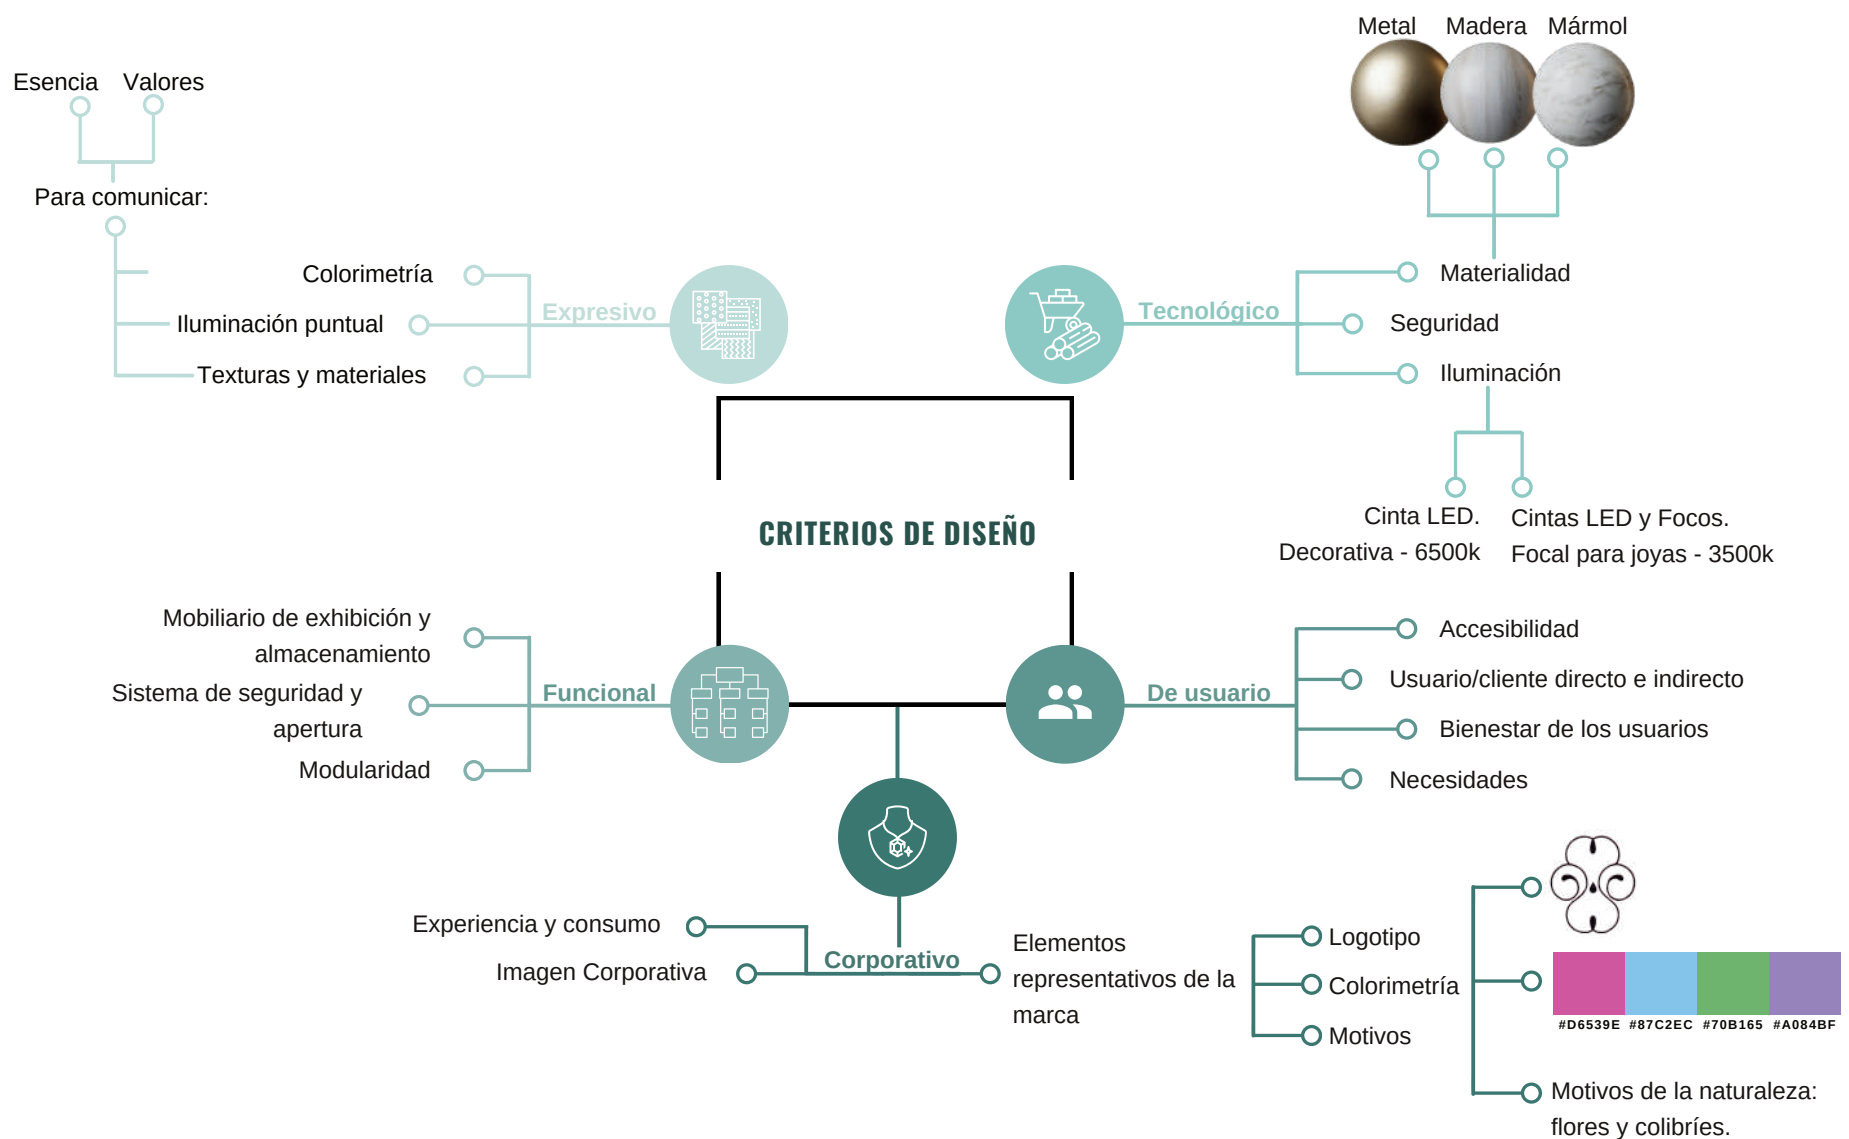 Esencia
Valores
Para comunicar:
Colorimetría
Iluminación puntual
Texturas y materiales
Expresivo
Metal
Madera
Mármol
Tecnológico
Materialidad
Seguridad
Iluminación
Cinta LED.
Decorativa - 6500k
Cintas LED y Focos.
Focal para joyas - 3500k
CRITERIOS DE DISEÑO
Mobiliario de exhibición y
almacenamiento
Sistema de seguridad y
apertura
Modularidad
Funcional
De usuario
Accesibilidad
Usuario/cliente directo e indirecto
Bienestar de los usuarios
Necesidades
Experiencia y consumo
Imagen Corporativa
Corporativo
Elementos
representativos de la
marca
Logotipo
Colorimetría
Motivos
#D6539E #87C2EC #70B165 #A084BF
Motivos de la naturaleza:
flores y colibríes.